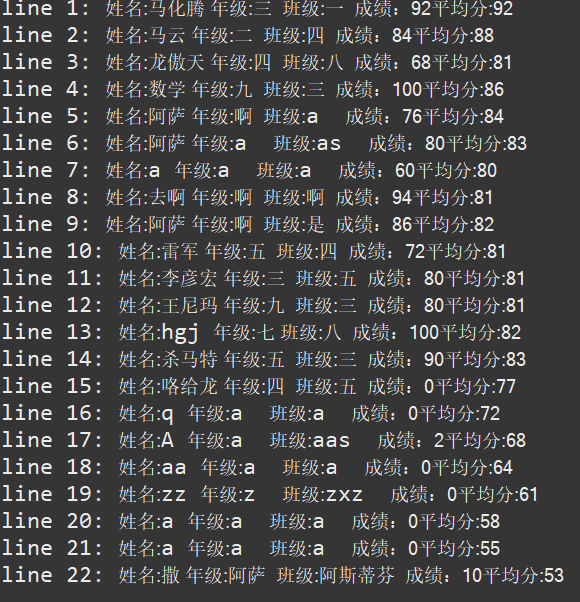 line 1: 姓名:马化腾 年级:三 班级:一 成绩：92平均分:92
line 2: 姓名:马云 年级:二 班级:四 成绩：84平均分:88
line 3: 姓名:龙傲天 年级:四 班级:八 成绩：68平均分:81
line 4: 姓名:数学 年级:九 班级:三 成绩：100平均分:86
line 5: 姓名:阿萨 年级:啊 班级:a 成绩：76平均分:84
line 6: 姓名:阿萨 年级:a 班级:as 成绩：80平均分:83
line 7: 姓名:a 年级:a 班级:a 成绩：60平均分:80
line 8: 姓名:去啊 年级:啊 班级:啊 成绩：94平均分:81
line 9: 姓名:阿萨 年级:啊 班级:是 成绩：86平均分:82
line 10: 姓名:雷军 年级:五 班级:四 成绩：72平均分:81
line 11: 姓名:李彦宏 年级:三 班级:五 成绩：80平均分:81
line 12: 姓名:王尼玛 年级:九 班级:三 成绩：80平均分:81
line 13: 姓名:hgj 年级:七 班级:八 成绩：100平均分:82
line 14: 姓名:杀马特 年级:五 班级:三 成绩：90平均分:83
line 15: 姓名:咯给龙 年级:四 班级:五 成绩：0平均分:77
line 16: 姓名:q 年级:a 班级:a 成绩：0平均分:72
line 17: 姓名:A 年级:a 班级:aas 成绩：2平均分:68
line 18: 姓名:aa 年级:a 班级:a 成绩：0平均分:64
line 19: 姓名:zz 年级:z 班级:zxz 成绩：0平均分:61
line 20: 姓名:a 年级:a 班级:a 成绩：0平均分:58
line 21: 姓名:a 年级:a 班级:a 成绩：0平均分:55
line 22: 姓名:撒 年级:阿萨 班级:阿斯蒂芬 成绩：10平均分:53